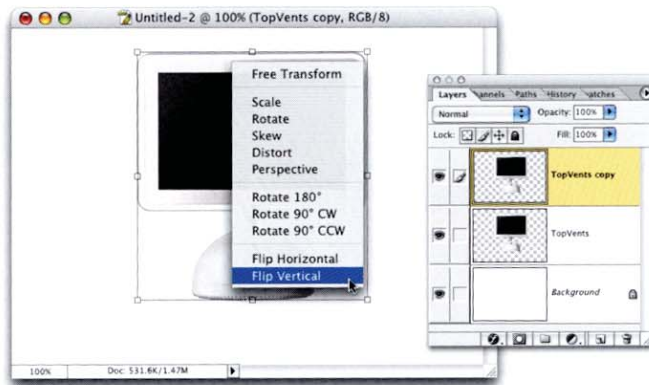 Untitled-2 @ 100% (TopVents copy, RGB/8)
Free Transform
Scale
Rotate
Skew
Distort
Perspective
Rotate 180°
Rotate 90° CW
Rotate 90° CCW
Flip Horizontal
Flip Vertical
100%
Doc: 531.6K/1.47M
Layers
Paths
Normal
Opacity: 100%
Lock:
Fill: 100%
TopVents copy
TopVents
Background